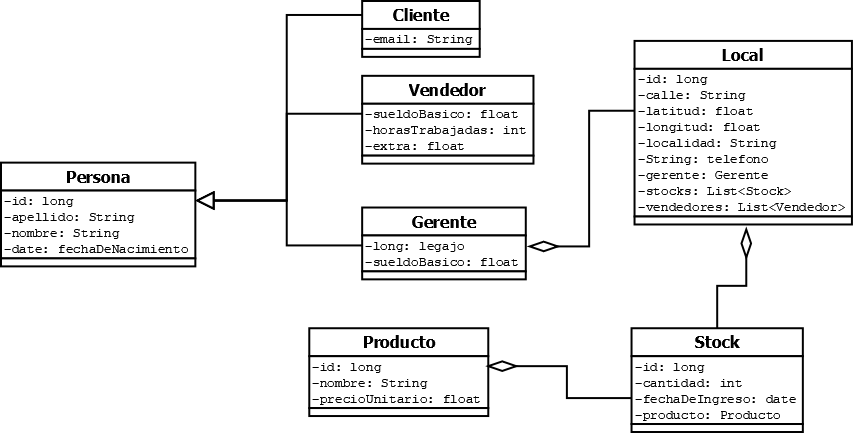 Cliente
-email: String
Vendedor
-sueldoBasico: float
-horasTrabajadas: int
-extra: float
Persona
-id: long
-apellido: String
-nombre: String
-date: fechaDeNacimiento
Gerente
-long: legajo
-sueldoBasico: float
Local
-id: long
-calle: String
-latitud: float
-longitud: float
-localidad: String
-String: telefono
-gerente: Gerente
-stocks: List<Stock>
-vendedores: List<Vendedor>
Producto
-id: long
-nombre: String
-precioUnitario: float
Stock
-id: long
-cantidad: int
-fechaDeIngreso: date
-producto: Producto